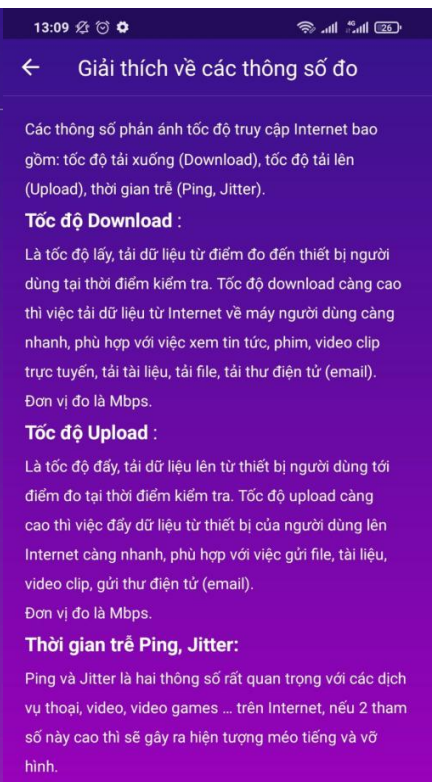 13:09
4G
26
Giải thích về các thông số đo
Các thông số phản ánh tốc độ truy cập Internet bao
gồm: tốc độ tải xuống (Download), tốc độ tải lên
(Upload), thời gian trễ (Ping, Jitter).
Tốc độ Download :
Là tốc độ lấy, tải dữ liệu từ điểm đo đến thiết bị người
dùng tại thời điểm kiểm tra. Tốc độ download càng cao
thì việc tải dữ liệu từ Internet về máy người dùng càng
nhanh, phù hợp với việc xem tin tức, phim, video clip
trực tuyến, tải tài liệu, tải file, tải thư điện tử (email).
Đơn vị đo là Mbps.
Tốc độ Upload :
Là tốc độ đẩy, tải dữ liệu lên từ thiết bị người dùng tới
điểm đo tại thời điểm kiểm tra. Tốc độ upload càng
cao thì việc đẩy dữ liệu từ thiết bị của người dùng lên
Internet càng nhanh, phù hợp với việc gửi file, tài liệu,
video clip, gửi thư điện tử (email).
Đơn vị đo là Mbps.
Thời gian trễ Ping, Jitter:
Ping và Jitter là hai thông số rất quan trọng với các dịch
vụ thoại, video, video games ... trên Internet, nếu 2 tham
số này cao thì sẽ gây ra hiện tượng méo tiếng và vỡ
hình.